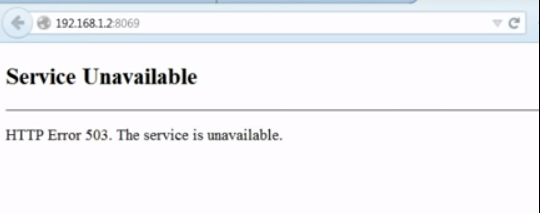 192.168.1.2:8069
Service Unavailable
HTTP Error 503. The service is unavailable.